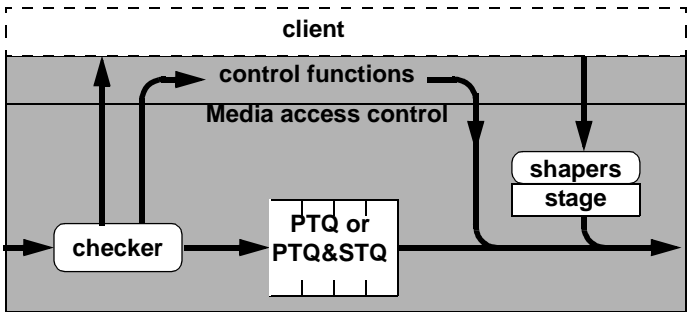 client
control functions
Media access control
shapers
stage
PTQ or
PTQ&STQ
checker